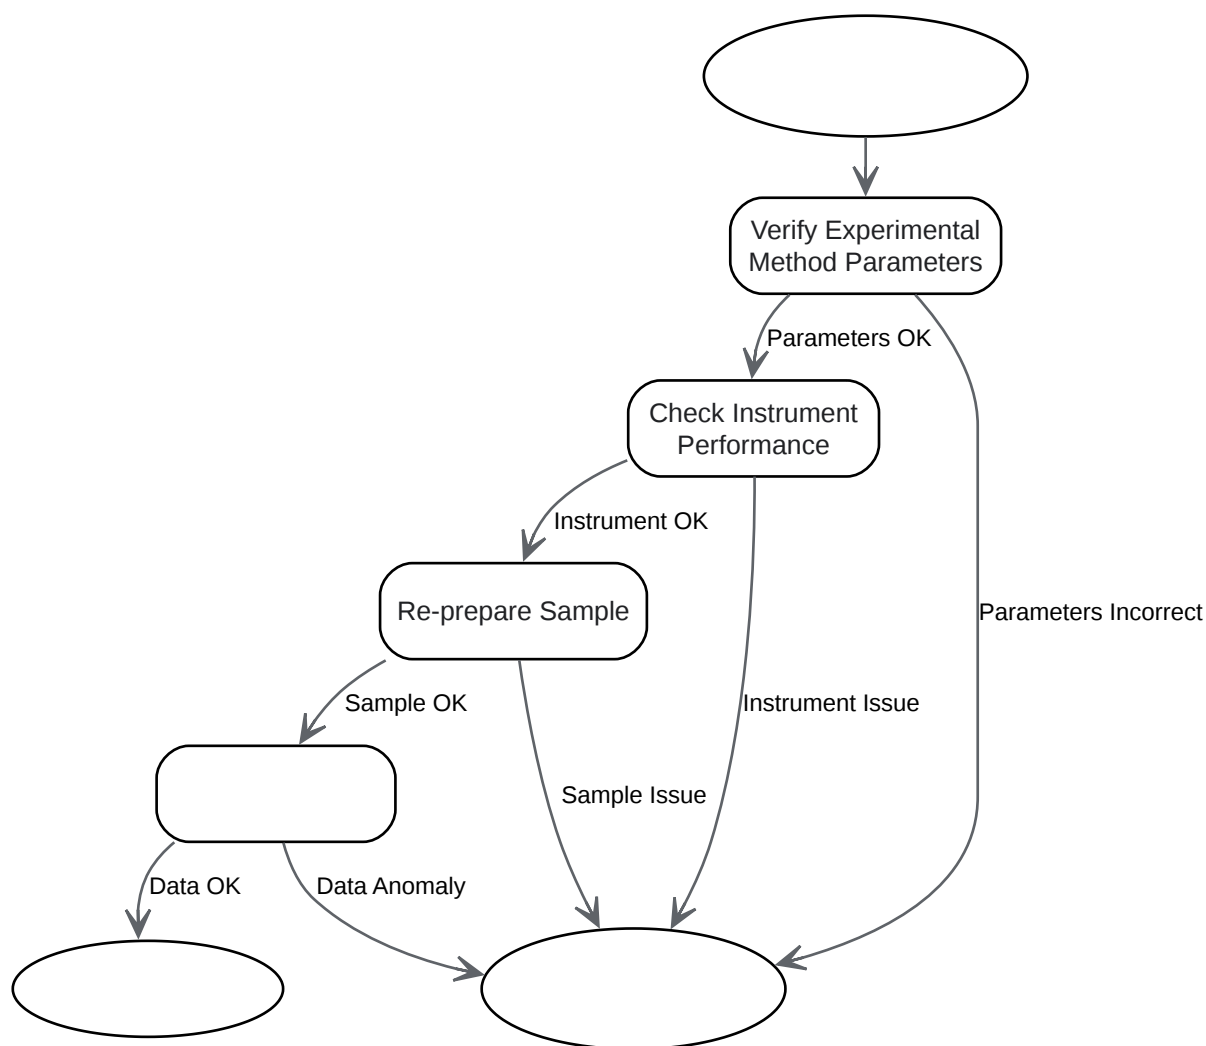 Verify Experimental
Method Parameters
Parameters OK
Check Instrument
Performance
Instrument OK
Re-prepare Sample
Parameters Incorrect
Sample OK
Instrument Issue
Sample Issue
Data OK
Data Anomaly